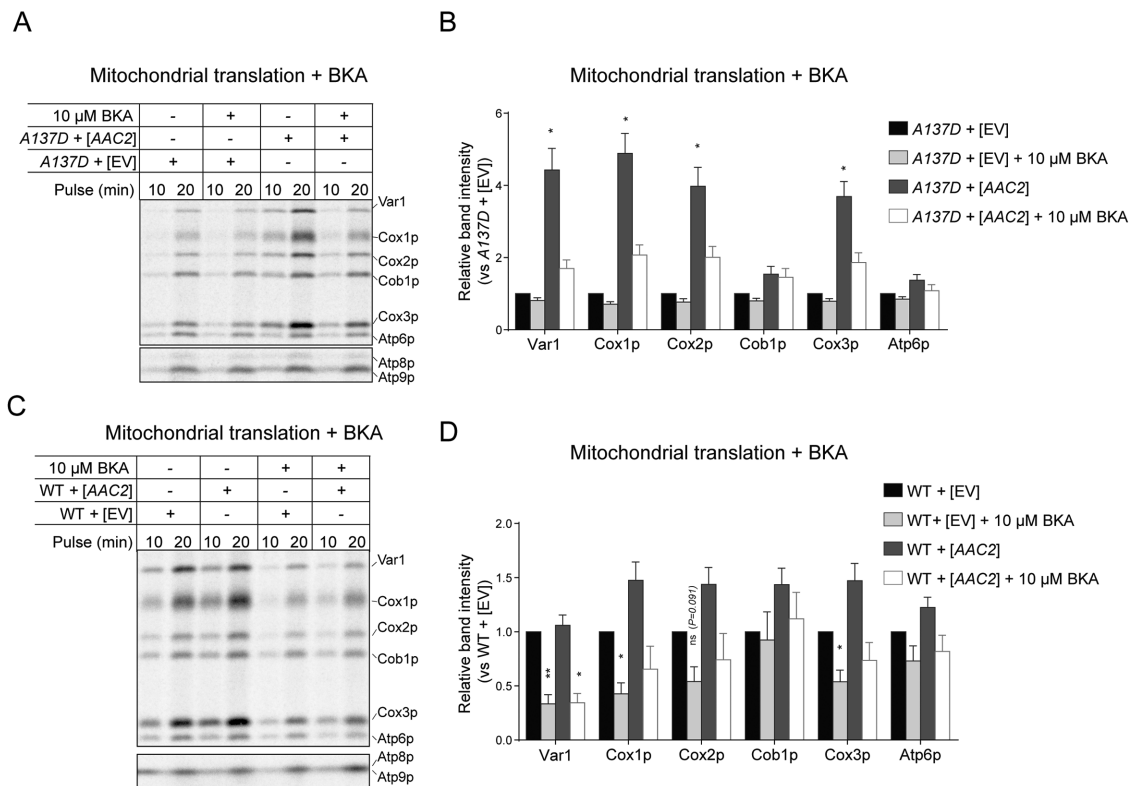 A
Mitochondrial translation + BKA
10 µM BKA - + - +
A137D + [AAC2] - - + +
A137D + [EV] + + - -
Pulse (min) 10 20 10 20 10 20 10 20
Var1
Cox1p
Cox2p
Cob1p
Cox3p
Atp6p
Atp8p
Atp9p
B
Mitochondrial translation + BKA
Relative band intensity
(vs A137D + [EV])
6
4
2
0
* * * *
Var1 Cox1p Cox2p Cob1p Cox3p Atp6p
A137D + [EV]
A137D + [EV] + 10 µM BKA
A137D + [AAC2]
A137D + [AAC2] + 10 µM BKA
C
Mitochondrial translation + BKA
10 µM BKA - - + +
WT + [AAC2] - + - +
WT + [EV] + - + -
Pulse (min) 10 20 10 20 10 20 10 20
Var1
Cox1p
Cox2p
Cob1p
Cox3p
Atp6p
Atp8p
Atp9p
D
Mitochondrial translation + BKA
Relative band intensity
(vs WT + [EV])
2.0
1.5
1.0
0.5
0
** * * ns (P=0.091) *
Var1 Cox1p Cox2p Cob1p Cox3p Atp6p
WT + [EV]
WT+ [EV] + 10 µM BKA
WT + [AAC2]
WT + [AAC2] + 10 µM BKA